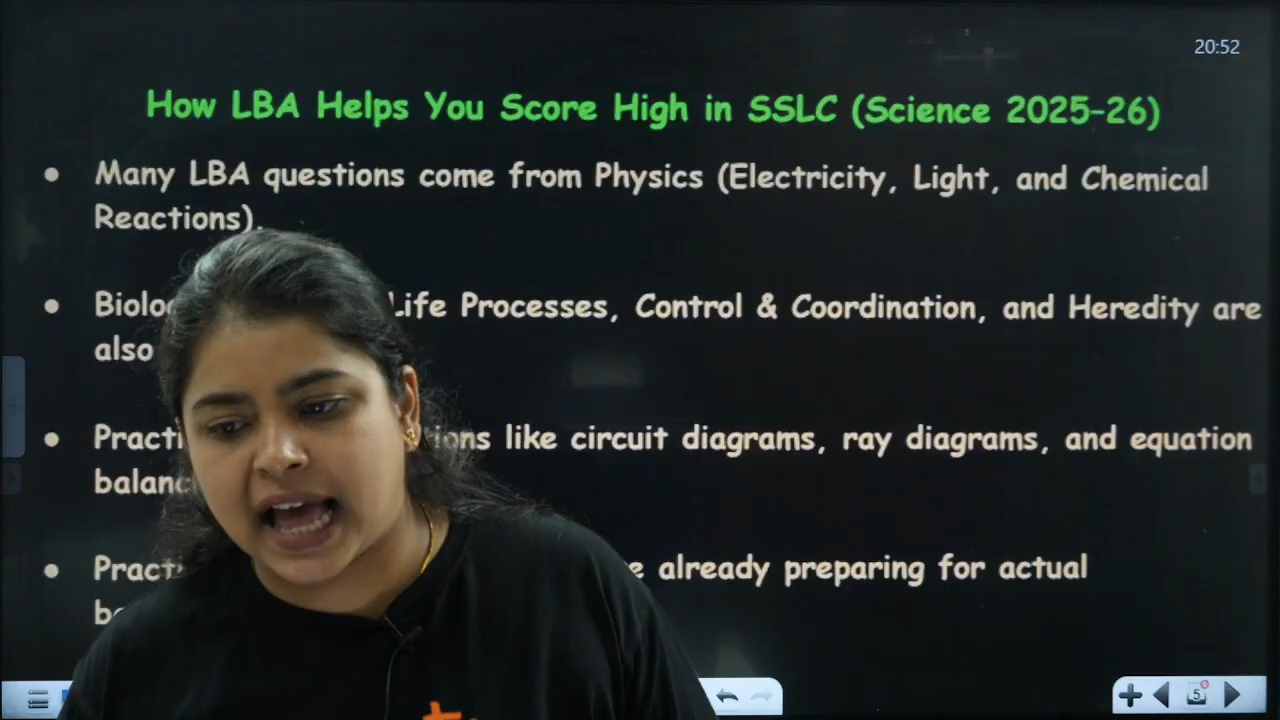 20:52
How LBA Helps You Score High in SSLC (Science 2025-26)
• Many LBA questions come from Physics (Electricity, Light, and Chemical
Reactions).
• Life Processes, Control & Coordination, and Heredity are
also
• like circuit diagrams, ray diagrams, and equation
• already preparing for actual
5